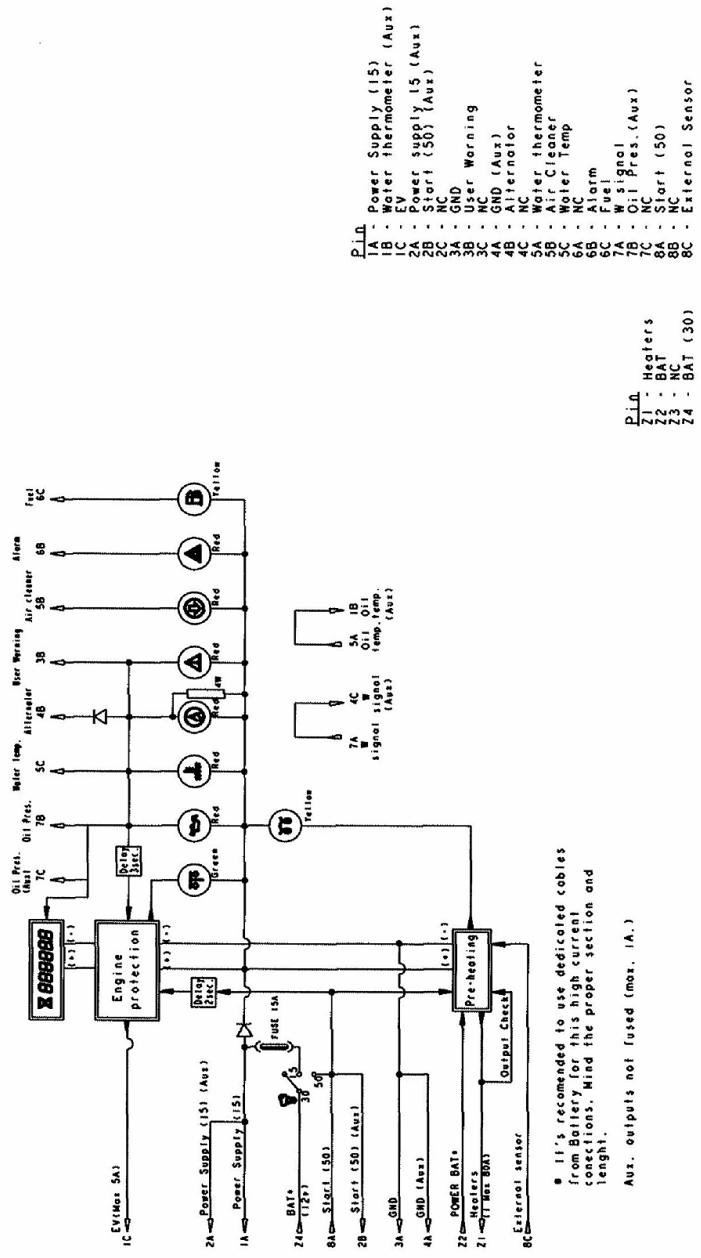 Oil Pres.
(Aux)
7C
Oil Pres.
7B
Water Temp.
5C
Alternator
4B
User Warning
3B
Air cleaner
5B
Alarm
6B
Fuel
6C
888888.8
(+)
(-)
Engine
protection
(+)
(-)
Delay
3sec.
Delay
2sec.
Green
Red
Red
Red
4W
Red
Red
Red
Yellow
Yellow
FUSE 15A
15
30
50
Pre-heating
(+)
(-)
Output Check
EV(Max 5A)
1C
Power Supply (15) (Aux)
2A
Power Supply (15)
1A
BAT+
(12v)
Z4
Start (50)
8A
Start (50) (Aux)
2B
GND
3A
GND (Aux)
4A
POWER BAT*
Z2
Heaters
(I Max 80A)
Z1
External sensor
8C
7A
W
signal
4C
W signal
(Aux)
5A
Oil
temp.
1B
Oil
temp.
(Aux)
* It's recomended to use dedicated cables
from Battery for this high current
conections. Mind the proper section and
lenght.
Aux. outputs not fused (max. 1A.)
Pin
Z1 - Heaters
Z2 - BAT
Z3 - NC
Z4 - BAT (30)
Pin
1A - Power Supply (15)
1B - Water thermometer (Aux)
1C - EV
2A - Power supply 15 (Aux)
2B - Start (50) (Aux)
2C - NC
3A - GND
3B - User Warning
3C - NC
4A - GND (Aux)
4B - Alternator
4C - NC
5A - Water thermometer
5B - Air Cleaner
5C - Water Temp
6A - NC
6B - Alarm
6C - Fuel
7A - W signal
7B - Oil Pres.(Aux)
7C - NC
8A - Start (50)
8B - NC
8C - External Sensor